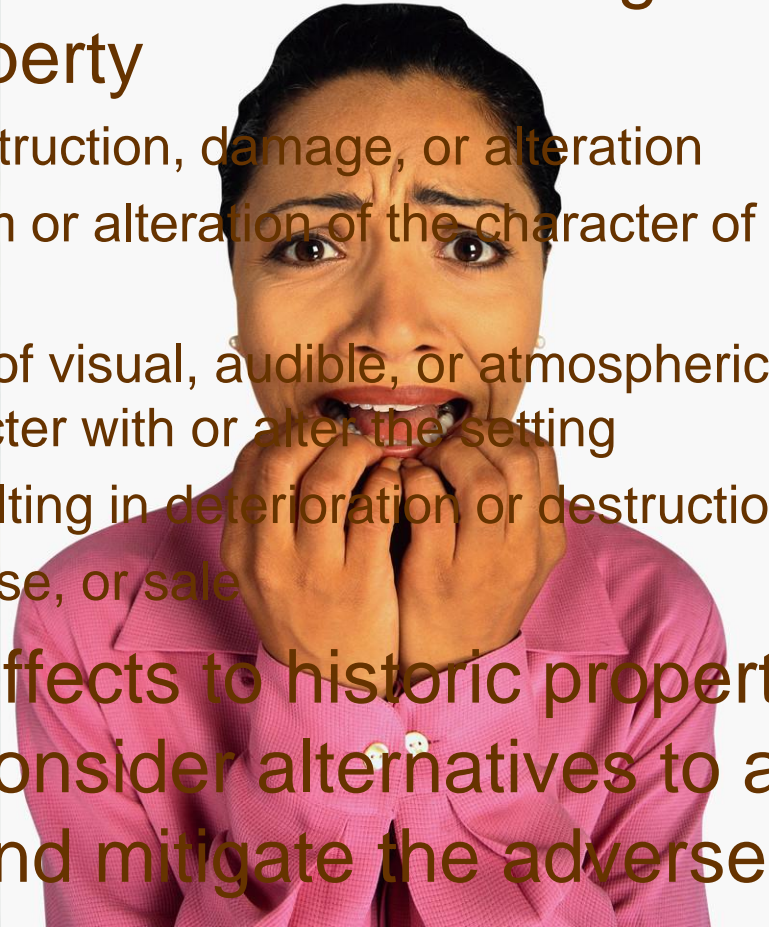 perty
truction, damage, or alteration
n or alteration of the character of
of visual, audible, or atmospheric
cter with or alter the setting
lting in deterioration or destructio
se, or sale
ffects to historic propert
onsider alternatives to a
nd mitigate the adverse